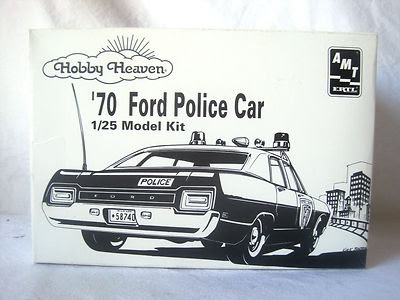 Hobby Heaven
AMT
ERTL
'70 Ford Police Car
1/25 Model Kit
POLICE
FORD
58740